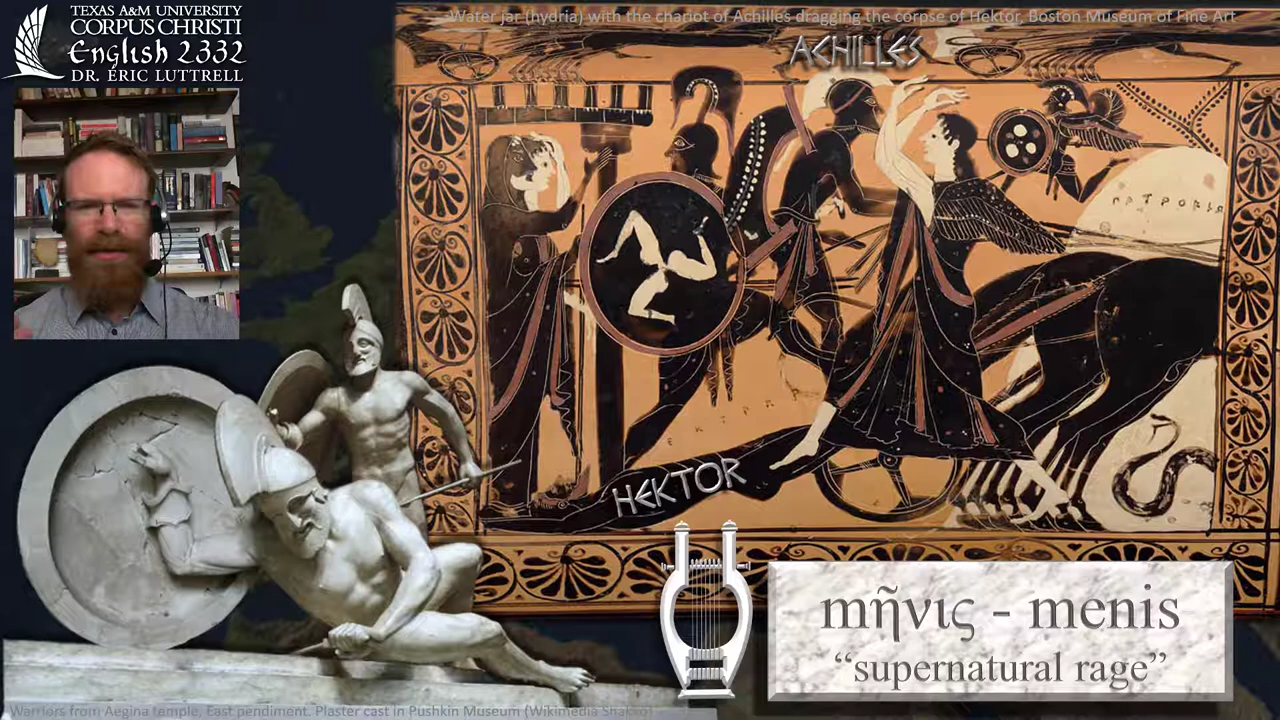 TEXAS A&M UNIVERSITY
CORPUS CHRISTI
English 2332
DR. ERIC LUTTRELL
Water jar (hydria) with the chariot of Achilles dragging the corpse of Hektor, Boston Museum of Fine Art
ACHILLES
HEKTOR
μῆνις - menis
“supernatural rage”
Warriors from Aegina temple, East pendiment. Plaster cast in Pushkin Museum (Wikimedia